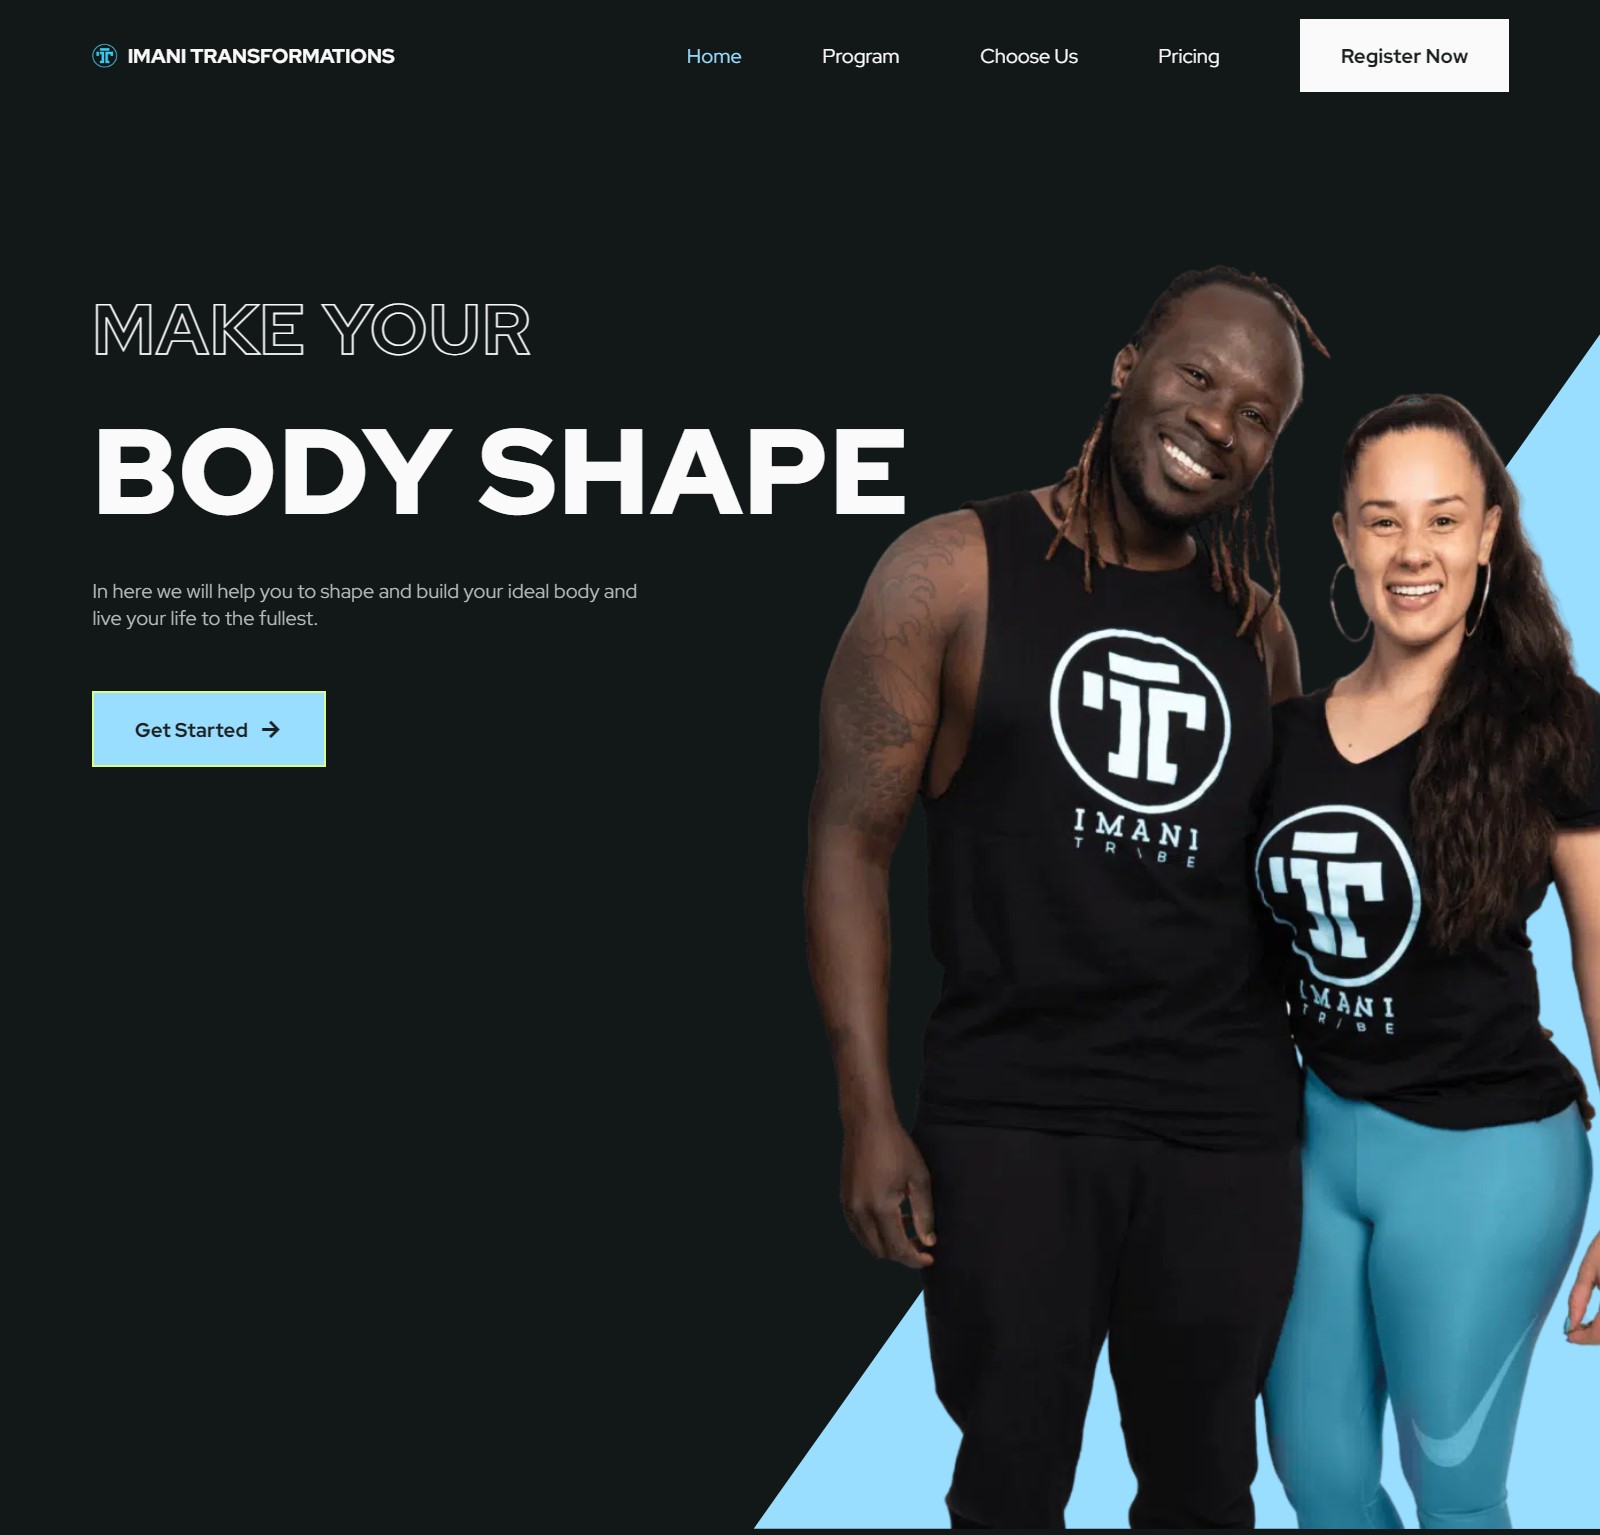 IMANI TRANSFORMATIONS
Home
Program
Choose Us
Pricing
Register Now
MAKE YOUR
BODY SHAPE
In here we will help you to shape and build your ideal body and
live your life to the fullest.
Get Started
IMANI
TRIBE
IMANI
TRIBE